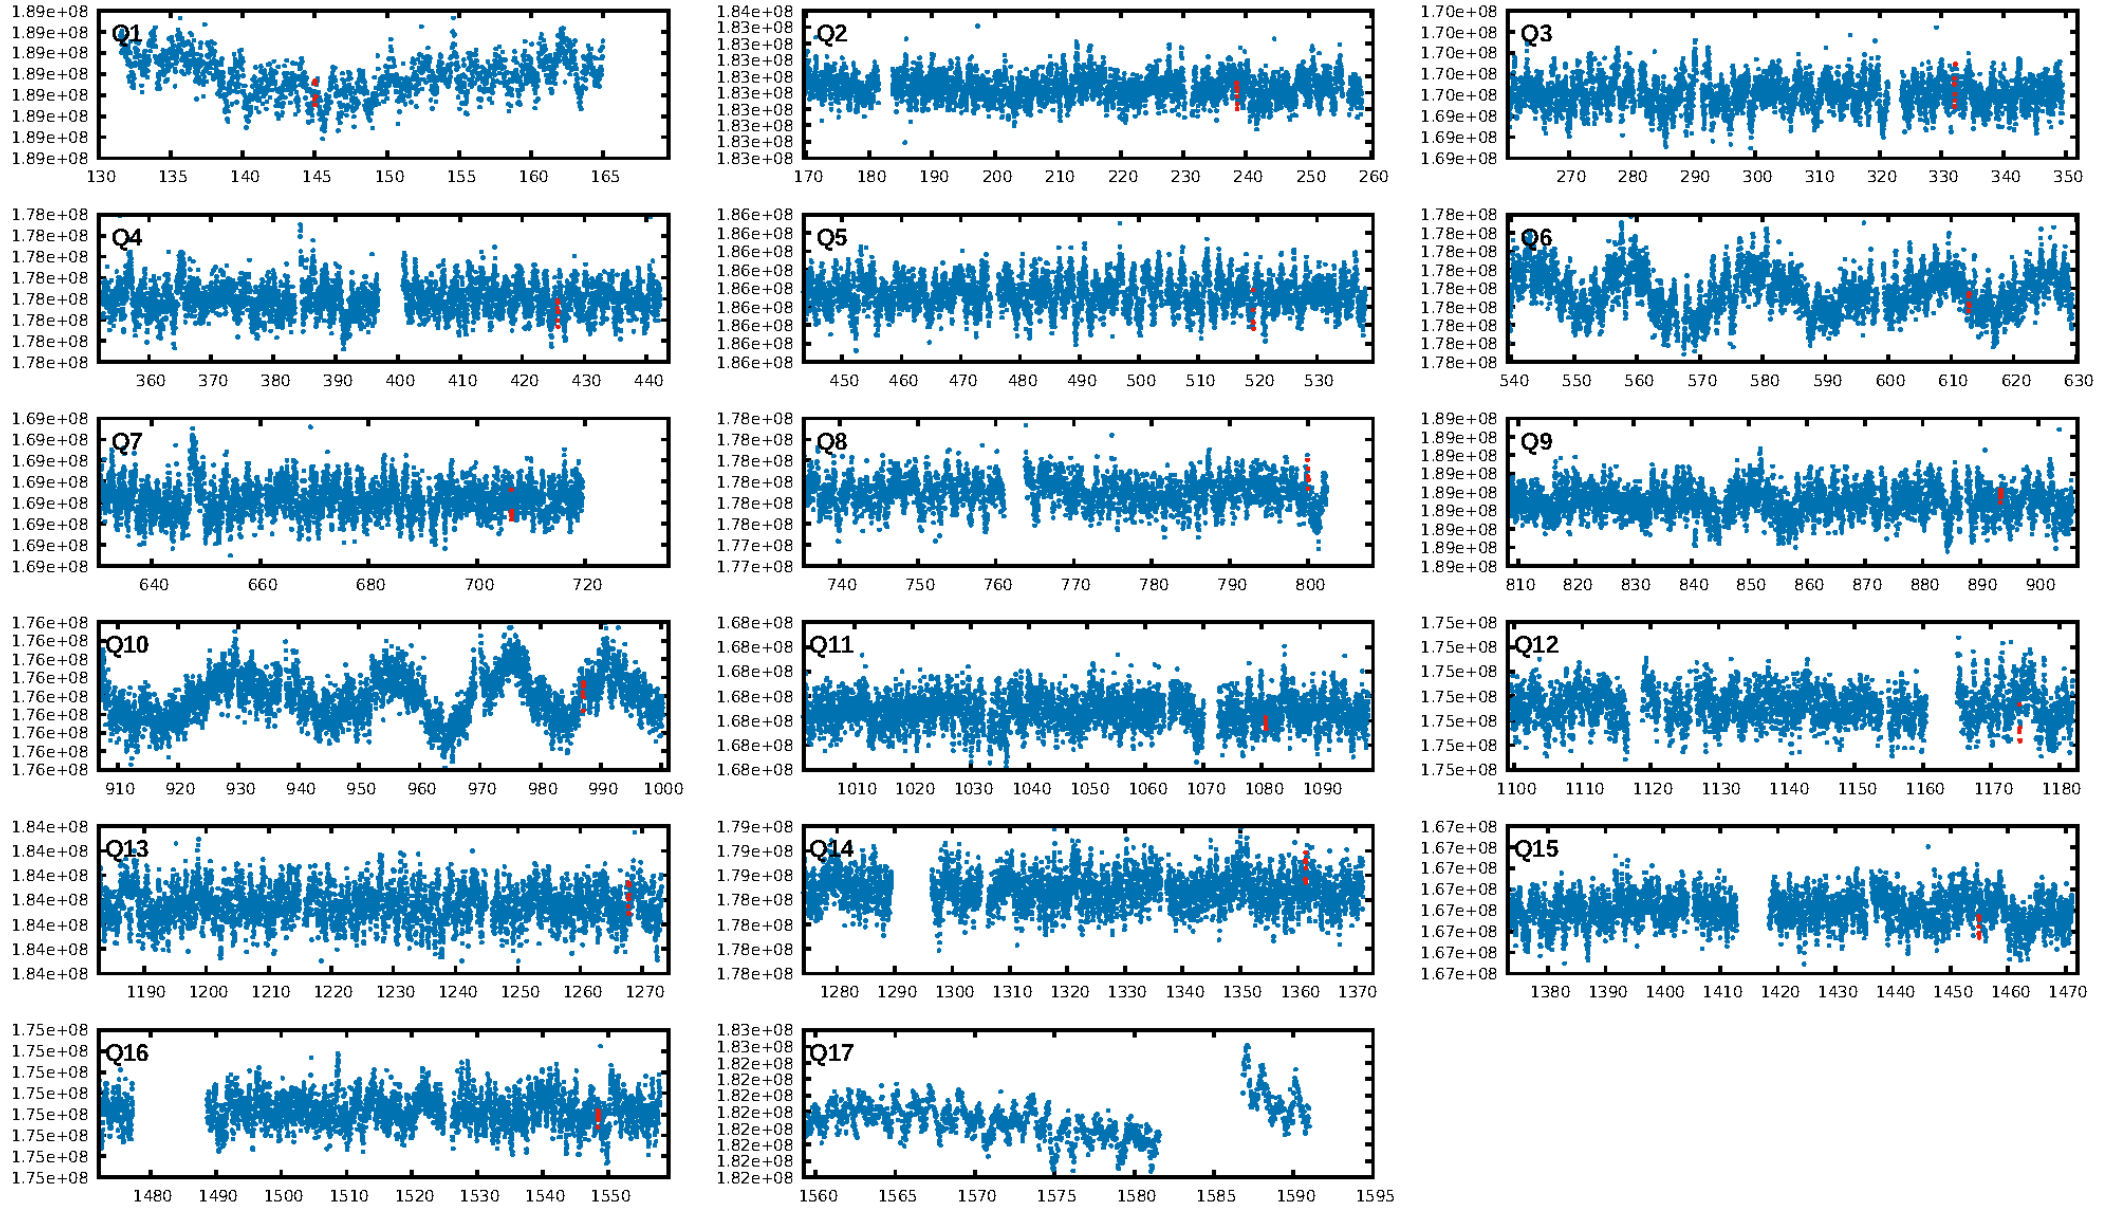 1.89e+08
1.89e+08
1.89e+08
1.89e+08
1.89e+08
1.89e+08
1.89e+08
1.89e+08
Q1
130 135 140 145 150 155 160 165
1.84e+08
1.83e+08
1.83e+08
1.83e+08
1.83e+08
1.83e+08
1.83e+08
1.83e+08
1.83e+08
1.83e+08
Q2
170 180 190 200 210 220 230 240 250 260
1.70e+08
1.70e+08
1.70e+08
1.70e+08
1.70e+08
1.69e+08
1.69e+08
1.69e+08
Q3
270 280 290 300 310 320 330 340 350
1.78e+08
1.78e+08
1.78e+08
1.78e+08
1.78e+08
1.78e+08
1.78e+08
1.78e+08
Q4
360 370 380 390 400 410 420 430 440
1.86e+08
1.86e+08
1.86e+08
1.86e+08
1.86e+08
1.86e+08
1.86e+08
1.86e+08
1.86e+08
Q5
450 460 470 480 490 500 510 520 530
1.78e+08
1.78e+08
1.78e+08
1.78e+08
1.78e+08
1.78e+08
1.78e+08
1.78e+08
1.78e+08
Q6
540 550 560 570 580 590 600 610 620 630
1.69e+08
1.69e+08
1.69e+08
1.69e+08
1.69e+08
1.69e+08
1.69e+08
1.69e+08
Q7
640 660 680 700 720
1.78e+08
1.78e+08
1.78e+08
1.78e+08
1.78e+08
1.78e+08
1.77e+08
1.77e+08
Q8
740 750 760 770 780 790 800
1.89e+08
1.89e+08
1.89e+08
1.89e+08
1.89e+08
1.89e+08
1.89e+08
1.89e+08
1.89e+08
Q9
810 820 830 840 850 860 870 880 890 900
1.76e+08
1.76e+08
1.76e+08
1.76e+08
1.76e+08
1.76e+08
1.76e+08
1.76e+08
1.76e+08
Q10
910 920 930 940 950 960 970 980 990 1000
1.68e+08
1.68e+08
1.68e+08
1.68e+08
1.68e+08
1.68e+08
1.68e+08
Q11
1010 1020 1030 1040 1050 1060 1070 1080 1090
1.75e+08
1.75e+08
1.75e+08
1.75e+08
1.75e+08
1.75e+08
1.75e+08
Q12
1100 1110 1120 1130 1140 1150 1160 1170 1180
1.84e+08
1.84e+08
1.84e+08
1.84e+08
1.84e+08
1.84e+08
1.84e+08
Q13
1190 1200 1210 1220 1230 1240 1250 1260 1270
1.79e+08
1.79e+08
1.79e+08
1.78e+08
1.78e+08
1.78e+08
1.78e+08
Q14
1280 1290 1300 1310 1320 1330 1340 1350 1360 1370
1.67e+08
1.67e+08
1.67e+08
1.67e+08
1.67e+08
1.67e+08
1.67e+08
1.67e+08
Q15
1380 1390 1400 1410 1420 1430 1440 1450 1460 1470
1.75e+08
1.75e+08
1.75e+08
1.75e+08
1.75e+08
1.75e+08
1.75e+08
1.75e+08
Q16
1480 1490 1500 1510 1520 1530 1540 1550
1.83e+08
1.83e+08
1.82e+08
1.82e+08
1.82e+08
1.82e+08
1.82e+08
1.82e+08
1.82e+08
1.82e+08
Q17
1560 1565 1570 1575 1580 1585 1590 1595